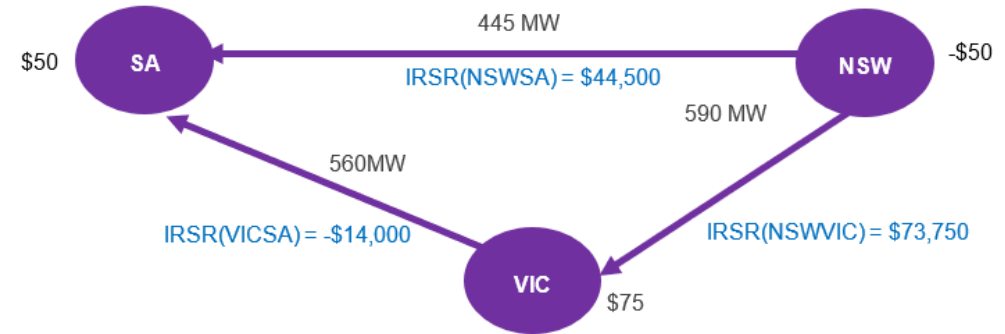 445 MW
$50
SA
NSW
-$50
IRSR(NSWSA) = $44,500
590 MW
560MW
IRSR(VICSA) = -$14,000
IRSR(NSWVIC) = $73,750
VIC
$75